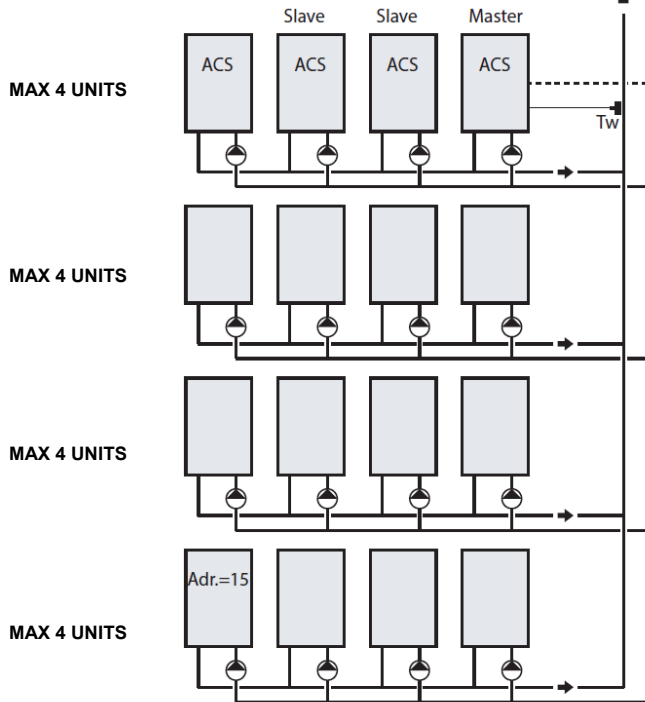 Slave Slave Master
ACS ACS ACS ACS
MAX 4 UNITS
Tw
MAX 4 UNITS
MAX 4 UNITS
Adr.=15
MAX 4 UNITS